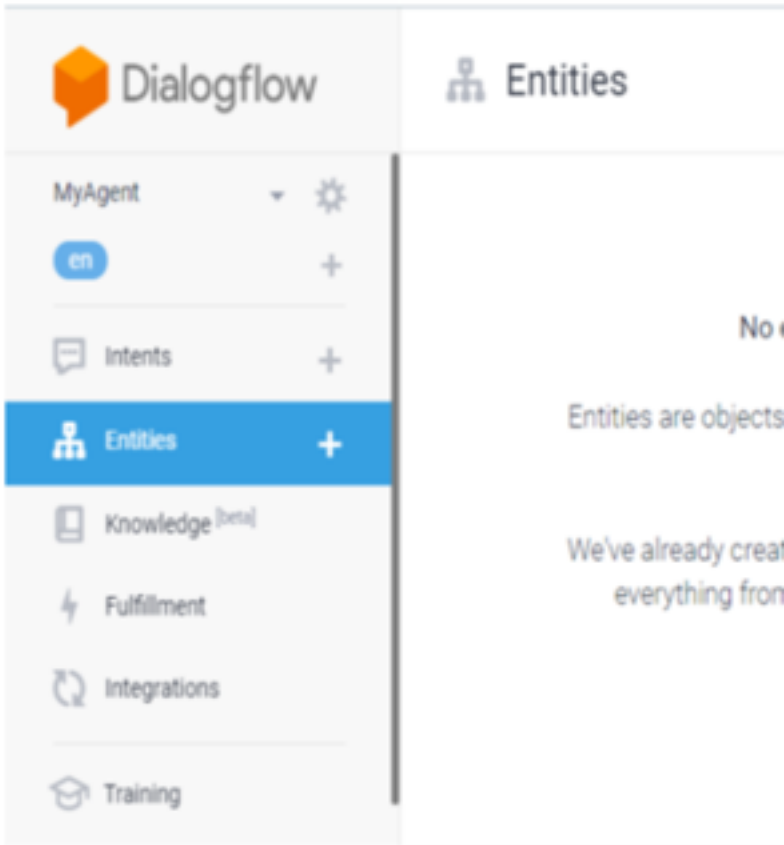 Dialogflow
Entities
MyAgent
en
Intents
Entities
Knowledge [beta]
Fulfillment
Integrations
Training
No
Entities are objects
We've already creat
everything from